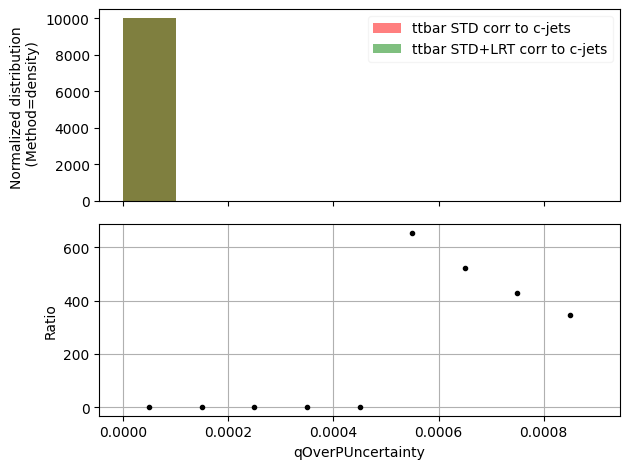 Normalized distribution
(Method=density)
10000
8000
6000
4000
2000
0
ttbar STD corr to c-jets
ttbar STD+LRT corr to c-jets
Ratio
600
400
200
0
0.0000
0.0002
0.0004
0.0006
0.0008
qOverPUncertainty